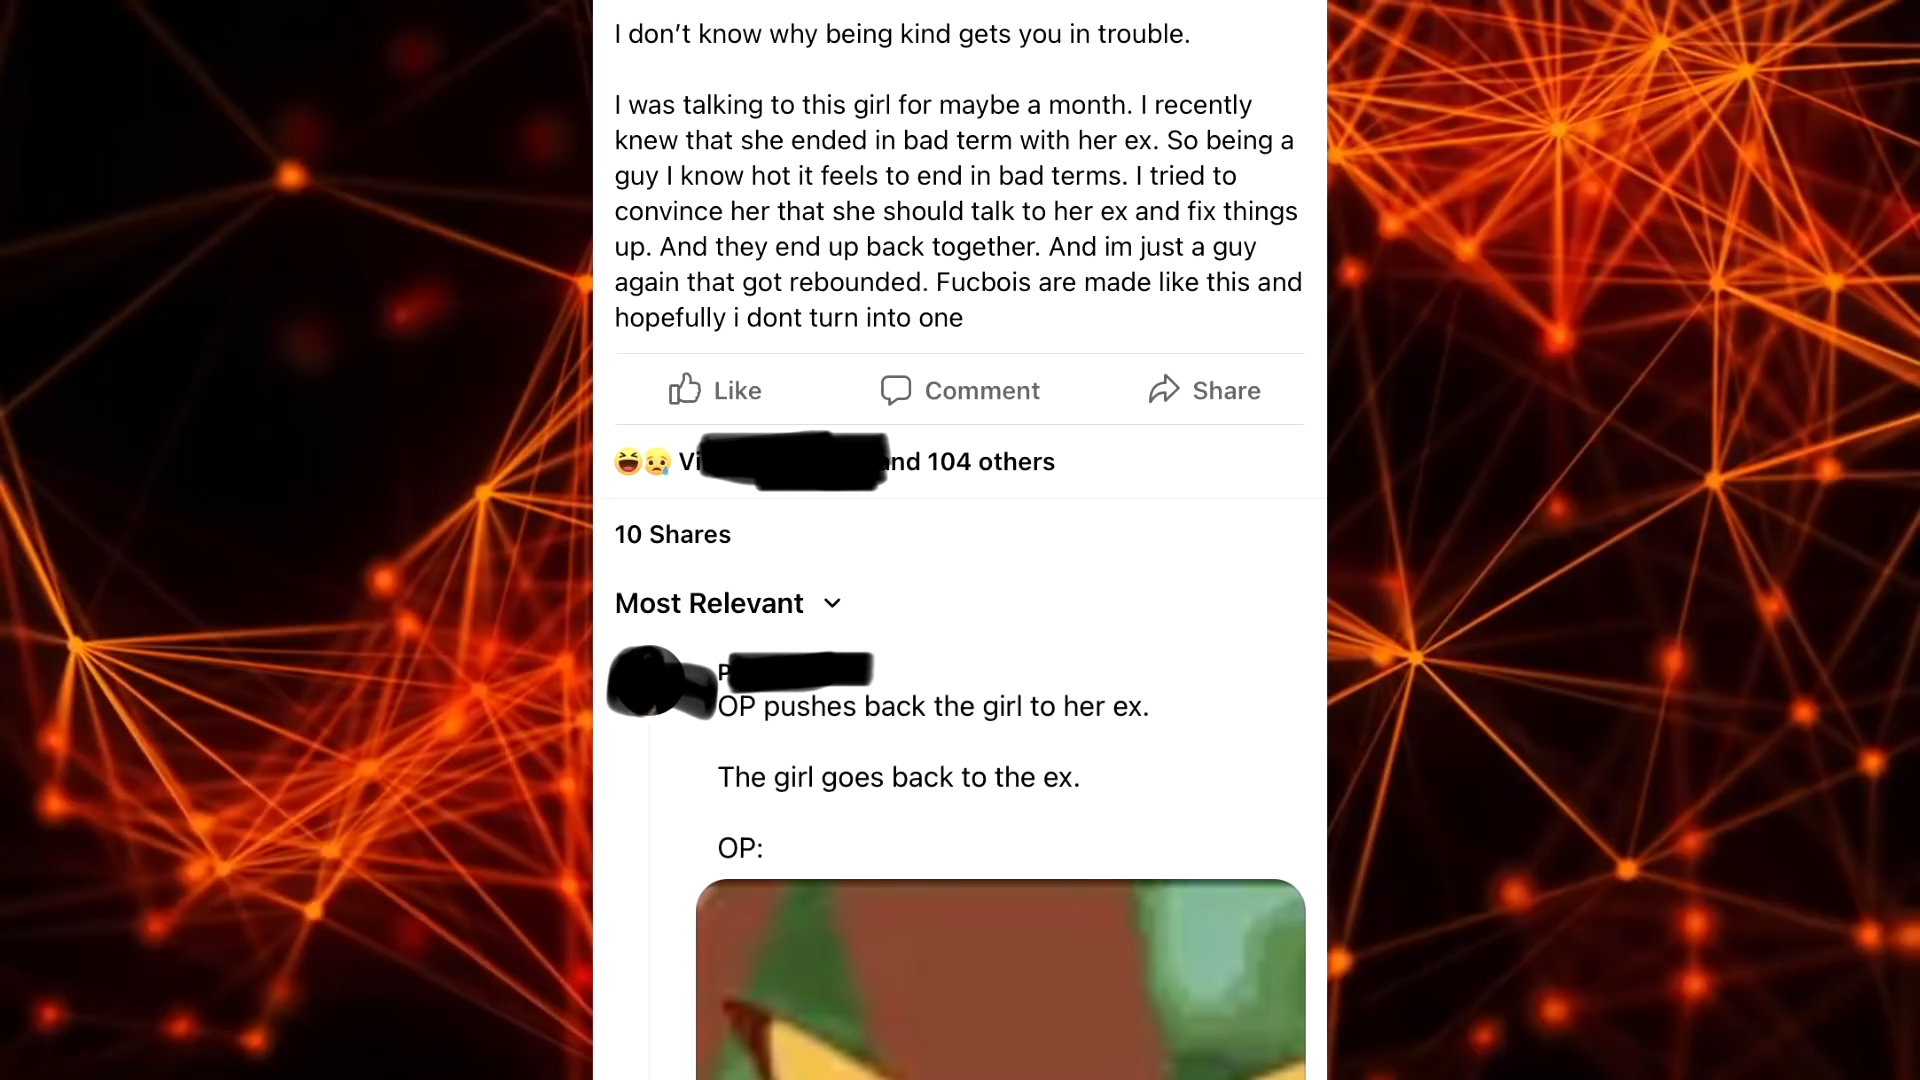 I don’t know why being kind gets you in trouble.
I was talking to this girl for maybe a month. I recently
knew that she ended in bad term with her ex. So being a
guy I know hot it feels to end in bad terms. I tried to
convince her that she should talk to her ex and fix things
up. And they end up back together. And im just a guy
again that got rebounded. Fucbois are made like this and
hopefully i dont turn into one
Like Comment Share
and 104 others
10 Shares
Most Relevant
OP pushes back the girl to her ex.
The girl goes back to the ex.
OP: